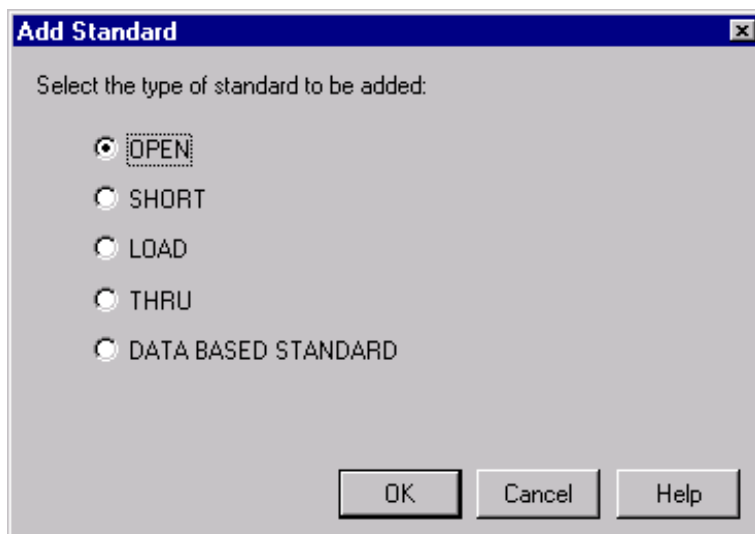 Add Standard
Select the type of standard to be added:
OPEN
SHORT
LOAD
THRU
DATA BASED STANDARD
OK Cancel Help